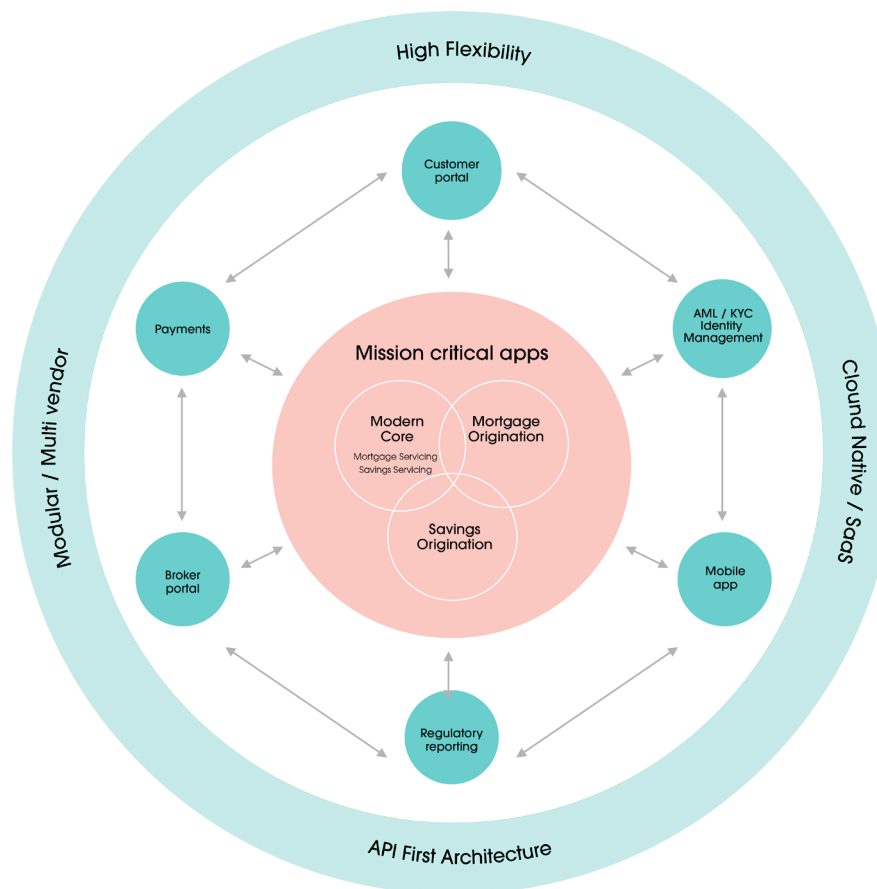 High Flexibility
Customer
portal
Payments
AML / KYC
Identity
Management
Mission critical apps
Modern
Core
Mortgage Servicing
Savings Servicing
Mortgage
Origination
Savings
Origination
Modular / Multi vendor
Clound Native / SaaS
Broker
portal
Mobile
app
Regulatory
reporting
API First Architecture